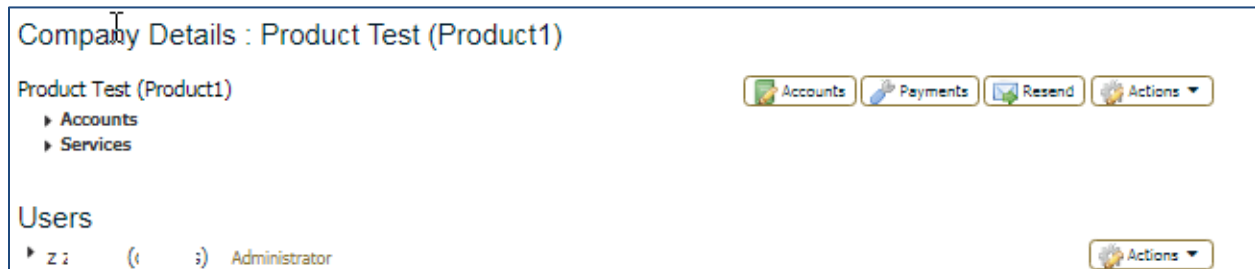 Company Details : Product Test (Product1)
Product Test (Product1) Accounts Payments Resend Actions
Accounts
Services
Users
Administrator Actions